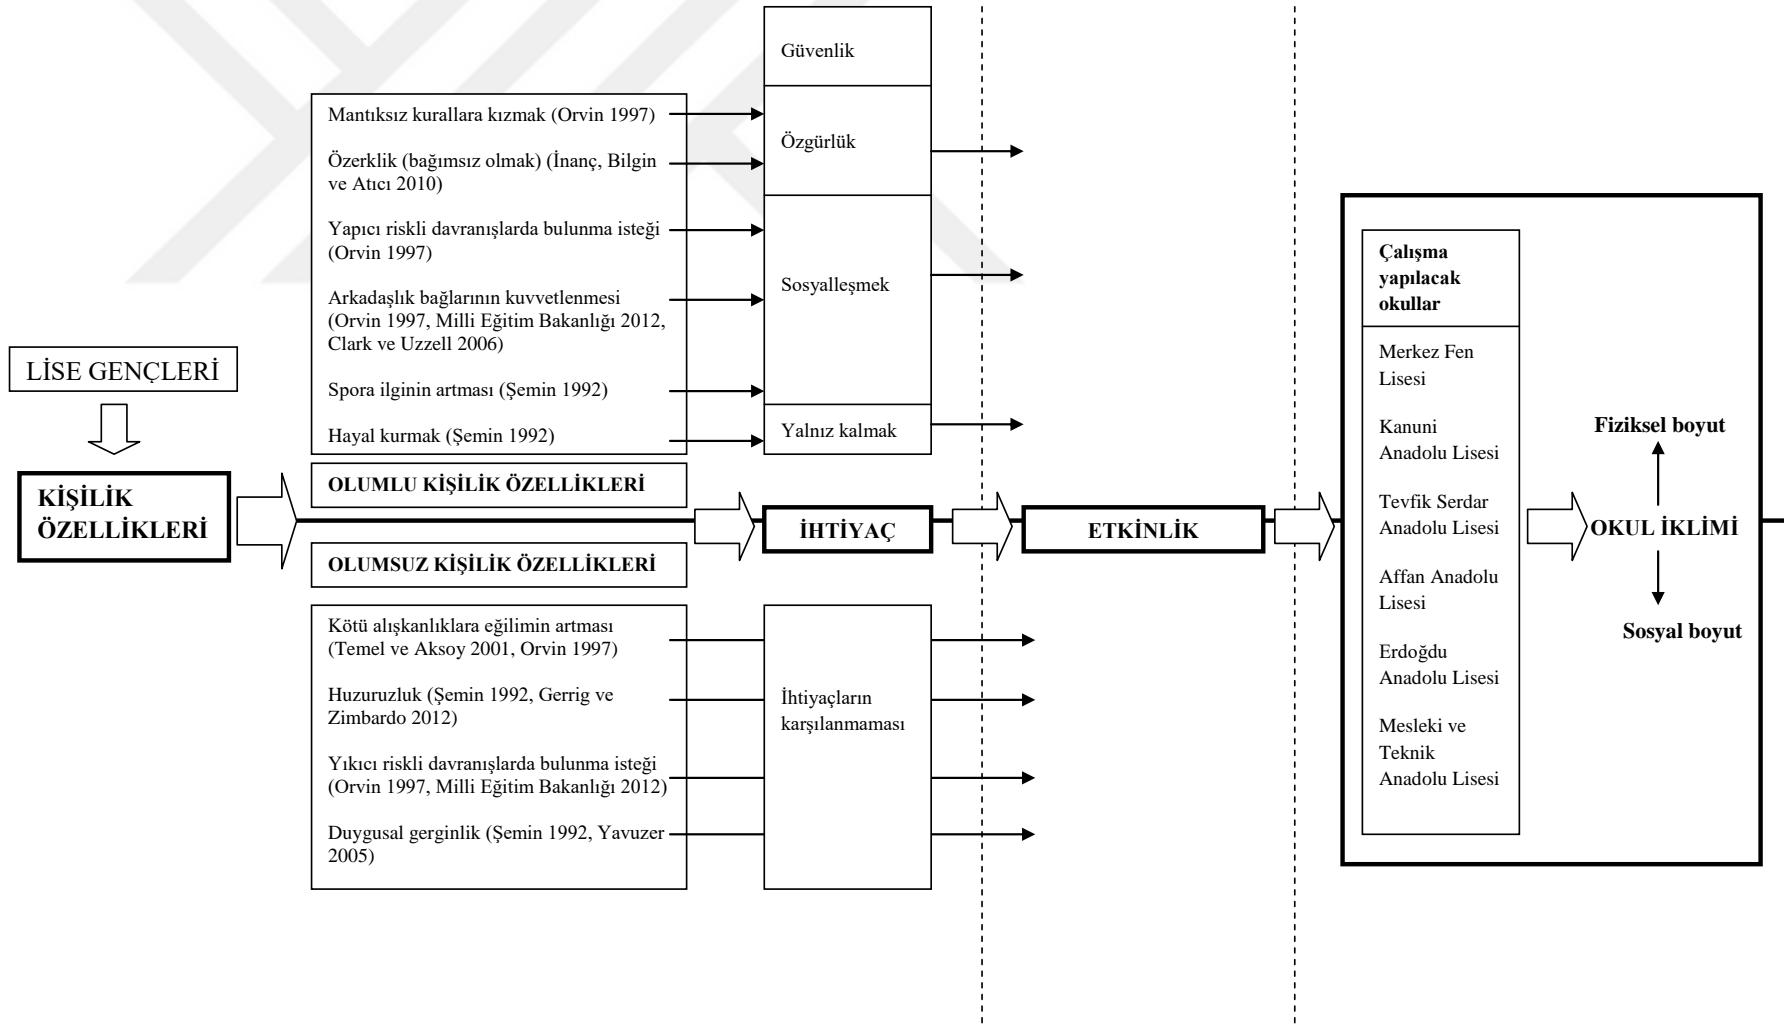 LİSE GENÇLERİ
KİŞİLİK
ÖZELLİKLERİ
Mantıksız kurallara kızmak (Orvin 1997)
Özerklik (bağımsız olmak) (İnanç, Bilgin
ve Atıcı 2010)
Yapıcı riskli davranışlarda bulunma isteği
(Orvin 1997)
Arkadaşlık bağlarının kuvvetlenmesi
(Orvin 1997, Milli Eğitim Bakanlığı 2012,
Clark ve Uzzell 2006)
Spora ilginin artması (Şemin 1992)
Hayal kurmak (Şemin 1992)
OLUMLU KİŞİLİK ÖZELLİKLERİ
OLUMSUZ KİŞİLİK ÖZELLİKLERİ
Kötü alışkanlıklara eğilimin artması
(Temel ve Aksoy 2001, Orvin 1997)
Huzuruzluk (Şemin 1992, Gerrig ve
Zimbardo 2012)
Yıkıcı riskli davranışlarda bulunma isteği
(Orvin 1997, Milli Eğitim Bakanlığı 2012)
Duygusal gerginlik (Şemin 1992, Yavuzer
2005)
Güvenlik
Özgürlük
Sosyalleşmek
Yalnız kalmak
İHTİYAÇ
İhtiyaçların
karşılanmaması
ETKİNLİK
Çalışma
yapılacak
okullar
Merkez Fen
Lisesi
Kanuni
Anadolu Lisesi
Tevfik Serdar
Anadolu Lisesi
Affan Anadolu
Lisesi
Erdoğdu
Anadolu Lisesi
Mesleki ve
Teknik
Anadolu Lisesi
Fiziksel boyut
OKUL İKLİMİ
Sosyal boyut